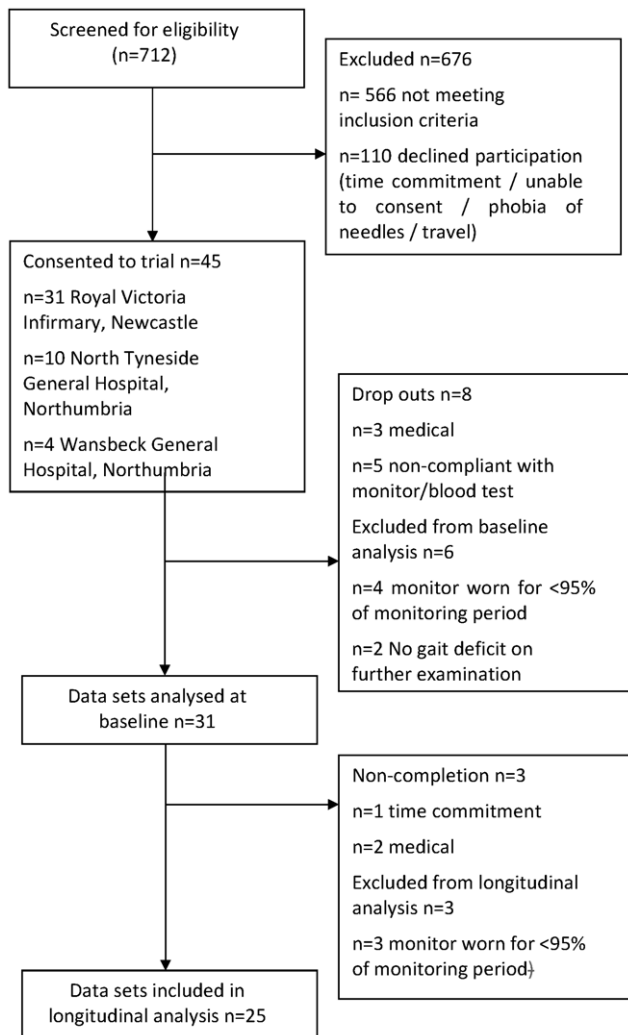 Screened for eligibility
(n=712)
Excluded n=676
n= 566 not meeting
inclusion criteria
n=110 declined participation
(time commitment / unable
to consent / phobia of
needles / travel)
Consented to trial n=45
n=31 Royal Victoria
Infirmary, Newcastle
n=10 North Tyneside
General Hospital,
Northumbria
n=4 Wansbeck General
Hospital, Northumbria
Drop outs n=8
n=3 medical
n=5 non-compliant with
monitor/blood test
Excluded from baseline
analysis n=6
n=4 monitor worn for <95%
of monitoring period
n=2 No gait deficit on
further examination
Data sets analysed at
baseline n=31
Non-completion n=3
n=1 time commitment
n=2 medical
Excluded from longitudinal
analysis n=3
n=3 monitor worn for <95%
of monitoring period)
Data sets included in
longitudinal analysis n=25